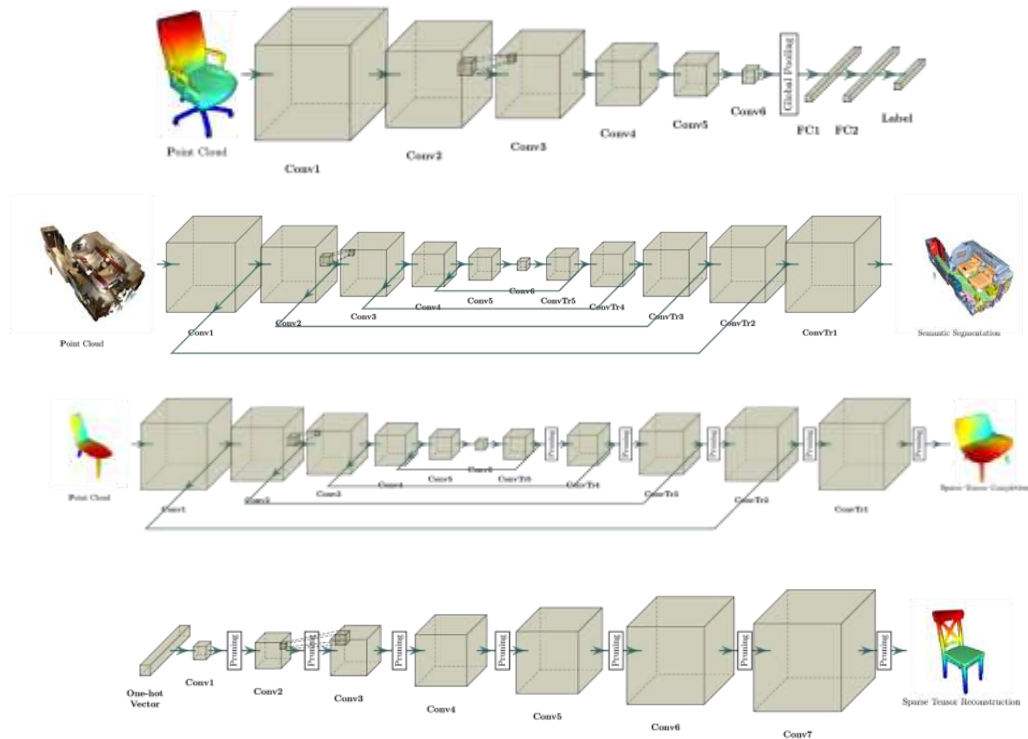 Global Pooling
Conv6
Conv5
Label
FC1 FC2
Conv4
Conv3
Conv2
Point Cloud
Conv1
Conv6
Conv5 ConvTr5
Conv4 ConvTr4
Conv3 ConvTr3
Conv2 ConvTr2
Conv1 ConvTr1 Semantic Segmentation
Point Cloud
Pruning Pruning Pruning Pruning Pruning
Conv6
Conv5 ConvTr5
Conv4 ConvTr4
Conv3 ConvTr3
Point Cloud Conv2 ConvTr2 Sparse Tensor Completion
Conv1 ConvTr1
Pruning Pruning Pruning Pruning Pruning Pruning Pruning
Conv1
One-hot Conv2
Vector Conv3 Sparse Tensor Reconstruction
Conv4
Conv5
Conv6
Conv7